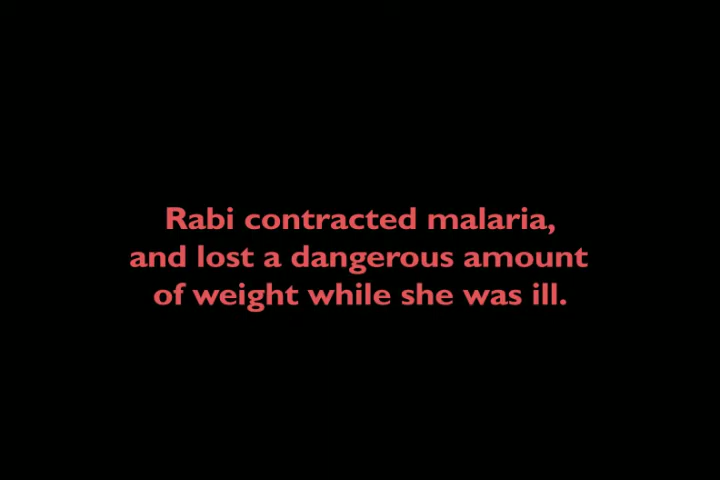 Rabi contracted malaria,
and lost a dangerous amount
of weight while she was ill.